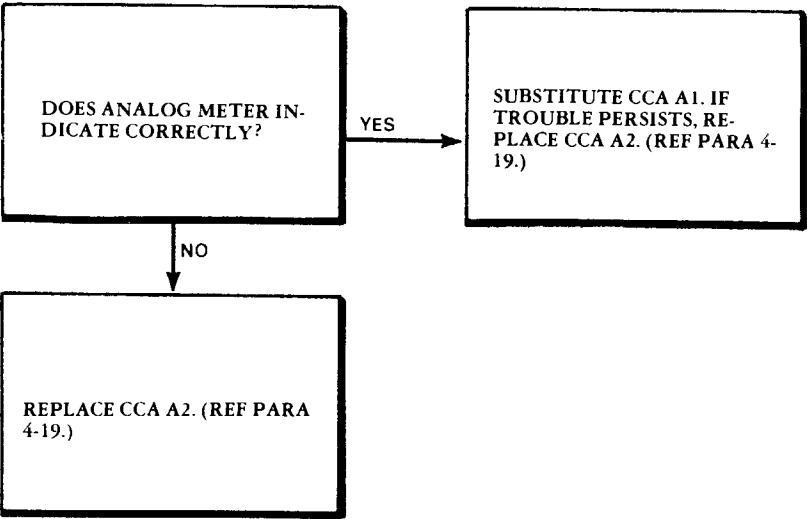 DOES ANALOG METER IN-
DICATE CORRECTLY?
YES
SUBSTITUTE CCA A1. IF
TROUBLE PERSISTS, RE-
PLACE CCA A2. (REF PARA 4-
19.)
NO
REPLACE CCA A2. (REF PARA
4-19.)